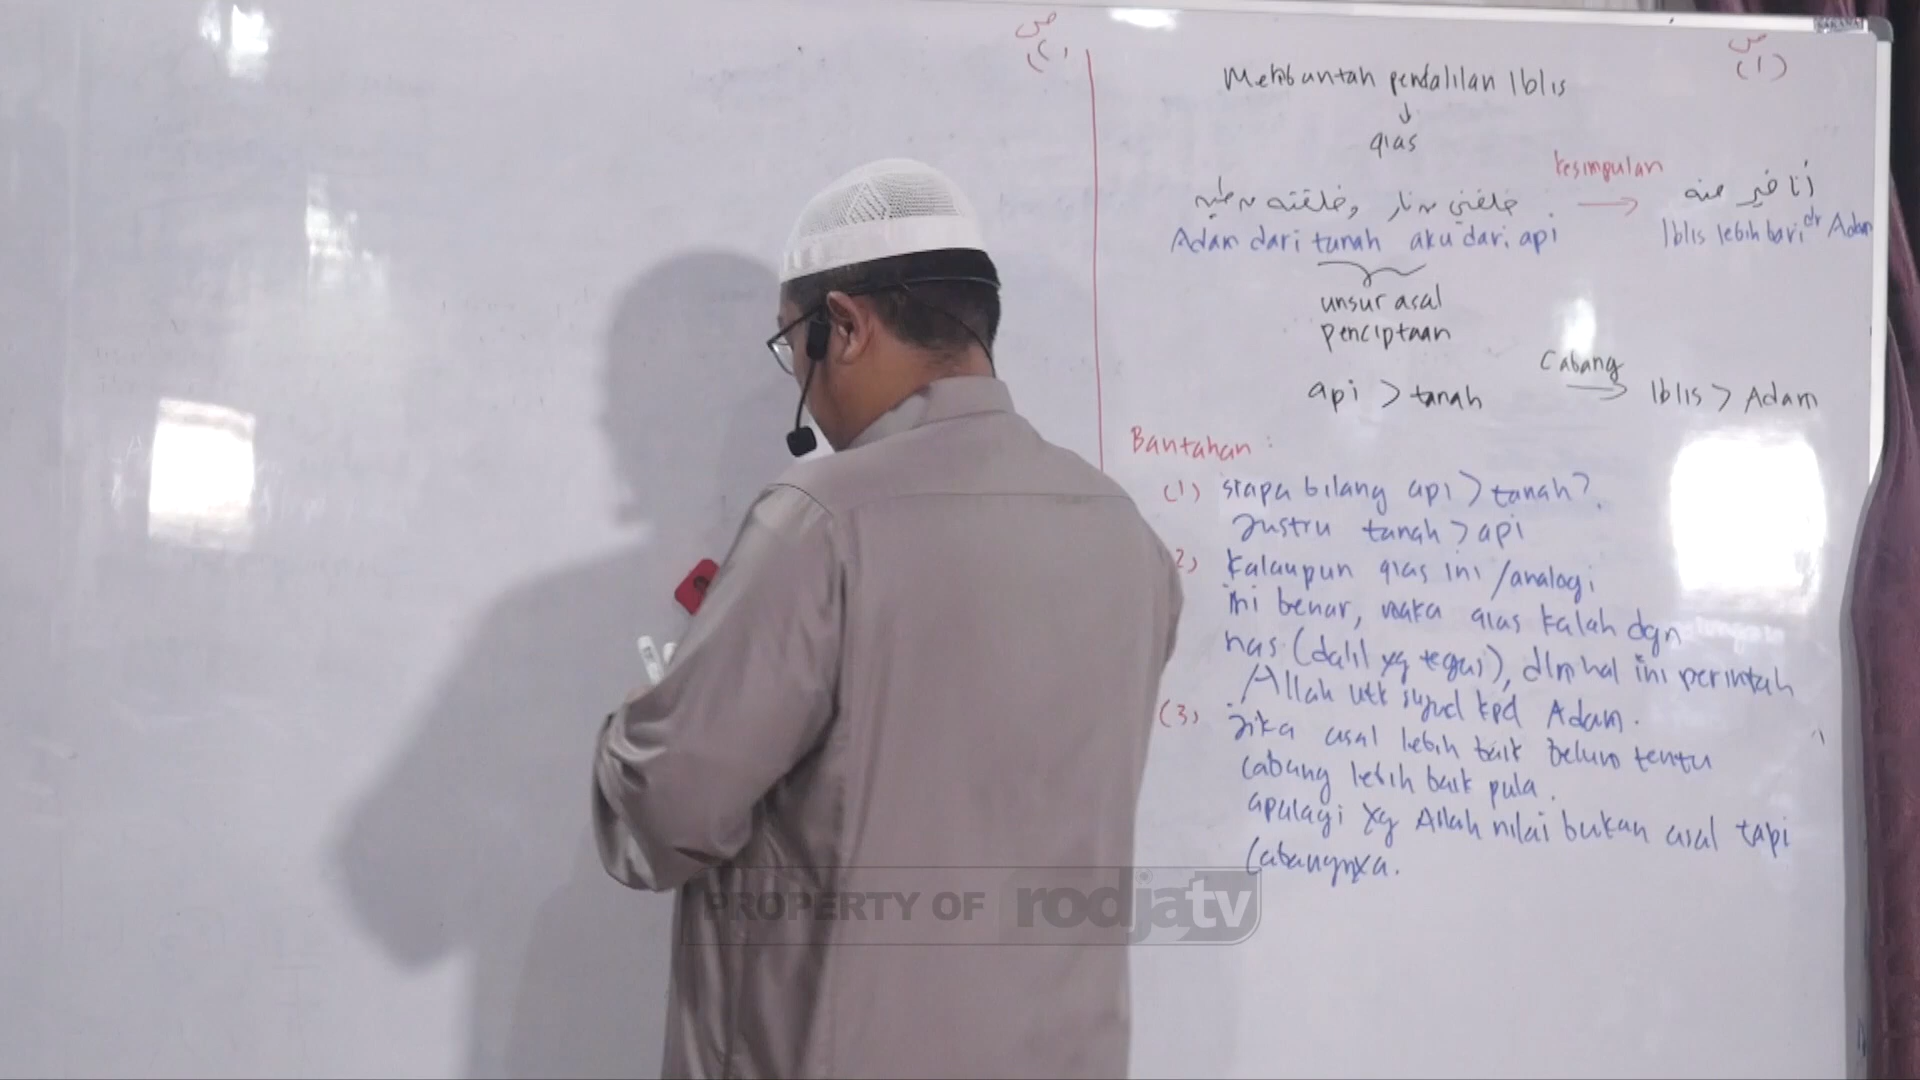 ص
(٢)
ص
(١)
Membantah pendalilan Iblis
↓
qias
خلقتني من نار وخلقته من طين
kesimpulan →
أنا خير منه
Adam dari tanah aku dari api
Iblis lebih baik dr Adam
unsur asal
penciptaan
api > tanah
Cabang →
Iblis > Adam
Bantahan :
(1) siapa bilang api > tanah?
Justru tanah > api
2) Kalaupun qias ini /analogi
ini benar, maka qias kalah dgn
nas (dalil yg tegas), dlm hal ini perintah
Allah utk sujud kpd Adam.
(3) Jika asal lebih baik belum tentu
cabang lebih baik pula.
apalagi yg Allah nilai bukan asal tapi
cabangnya.
PROPERTY OF rodjatv